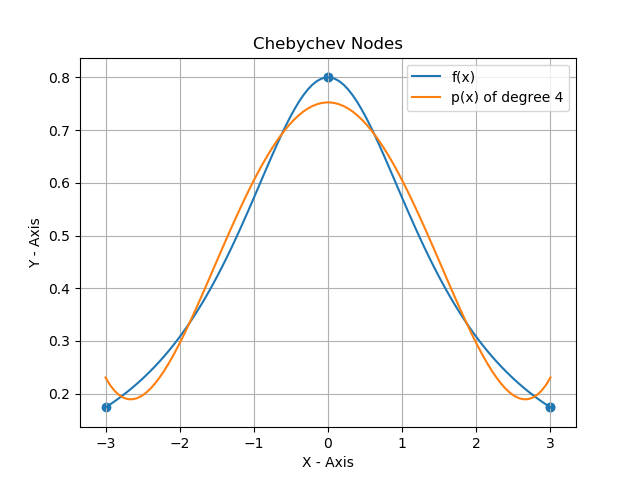 Chebychev Nodes
f(x)
p(x) of degree 4
Y - Axis
0.8
0.7
0.6
0.5
0.4
0.3
0.2
−3 −2 −1 0 1 2 3
X - Axis